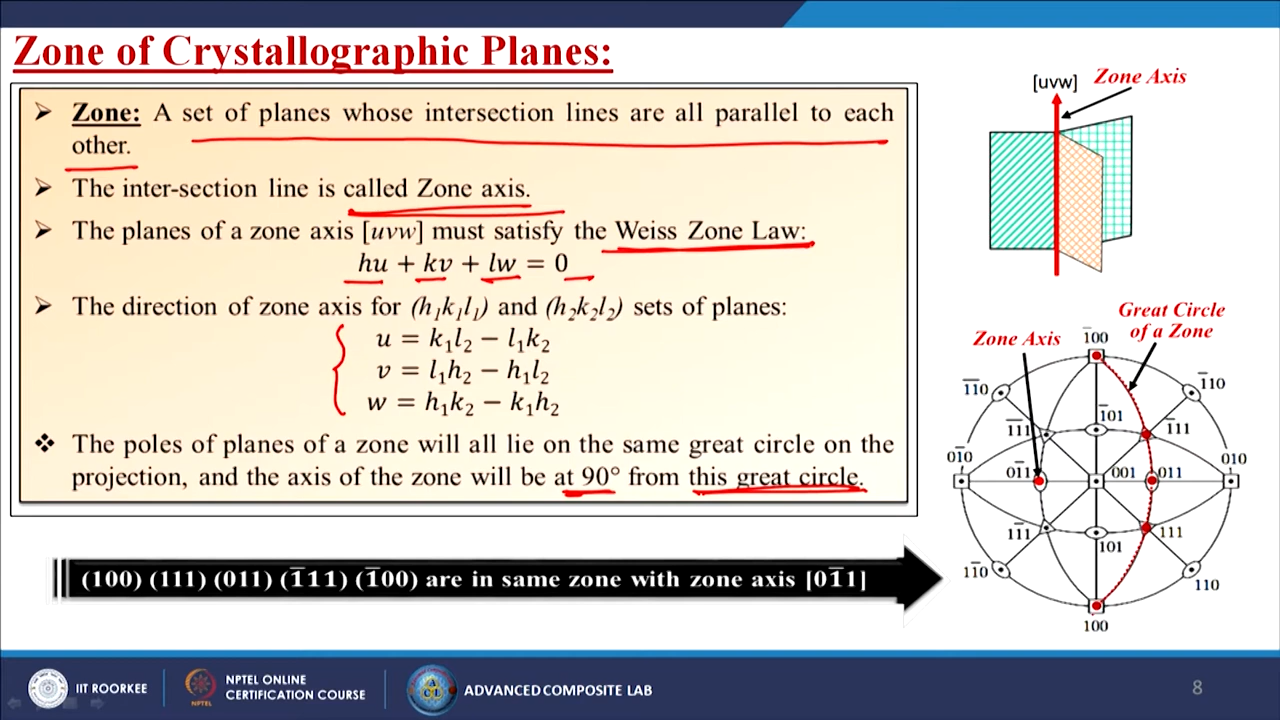 Zone of Crystallographic Planes:
➢ Zone: A set of planes whose intersection lines are all parallel to each
other.
➢ The inter-section line is called Zone axis.
➢ The planes of a zone axis [uvw] must satisfy the Weiss Zone Law:
hu + kv + lw = 0
➢ The direction of zone axis for (h₁k₁l₁) and (h₂k₂l₂) sets of planes:
u = k₁l₂ − l₁k₂
v = l₁h₂ − h₁l₂
w = h₁k₂ − k₁h₂
❖ The poles of planes of a zone will all lie on the same great circle on the
projection, and the axis of the zone will be at 90° from this great circle.
(100) (111) (011) (1̅11) (1̅00) are in same zone with zone axis [01̅1]
[uvw]
Zone Axis
Great Circle
of a Zone
Zone Axis
1̅00
1̅1̅0
1̅10
1̅01
1̅1̅1
1̅11
01̅0
01̅1
001
011
010
11̅1
111
101
11̅0
110
100
IIT ROORKEE
NPTEL
NPTEL ONLINE
CERTIFICATION COURSE
ADVANCED COMPOSITE LAB
8